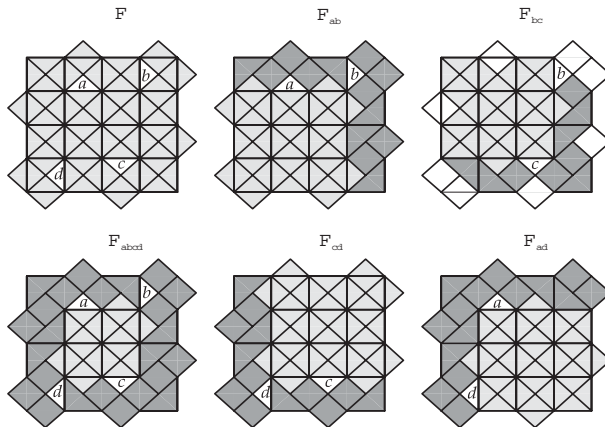 F F_ab F_bc
a b a b b
d c c
F_abcd F_cd F_ad
a b a
d c d c d